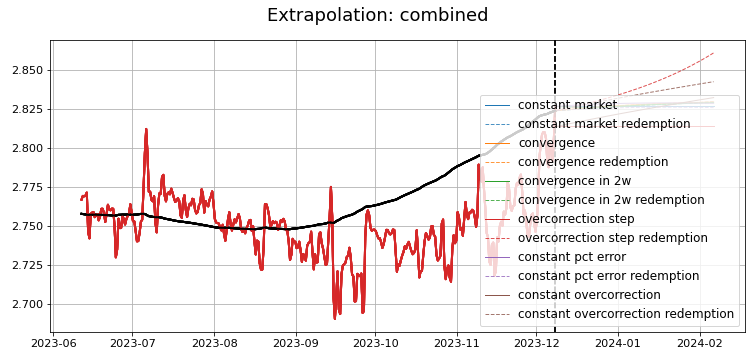 Extrapolation: combined
2.850
2.825
2.800
2.775
2.750
2.725
2.700
constant market
constant market redemption
convergence
convergence redemption
convergence in 2w
convergence in 2w redemption
overcorrection step
overcorrection step redemption
constant pct error
constant pct error redemption
constant overcorrection
constant overcorrection redemption
2023-06 2023-07 2023-08 2023-09 2023-10 2023-11 2023-12 2024-01 2024-02